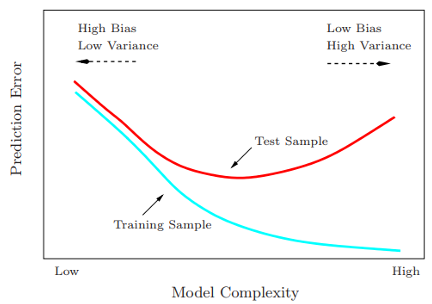 High Bias
Low Variance
Low Bias
High Variance
Prediction Error
Test Sample
Training Sample
Low
High
Model Complexity